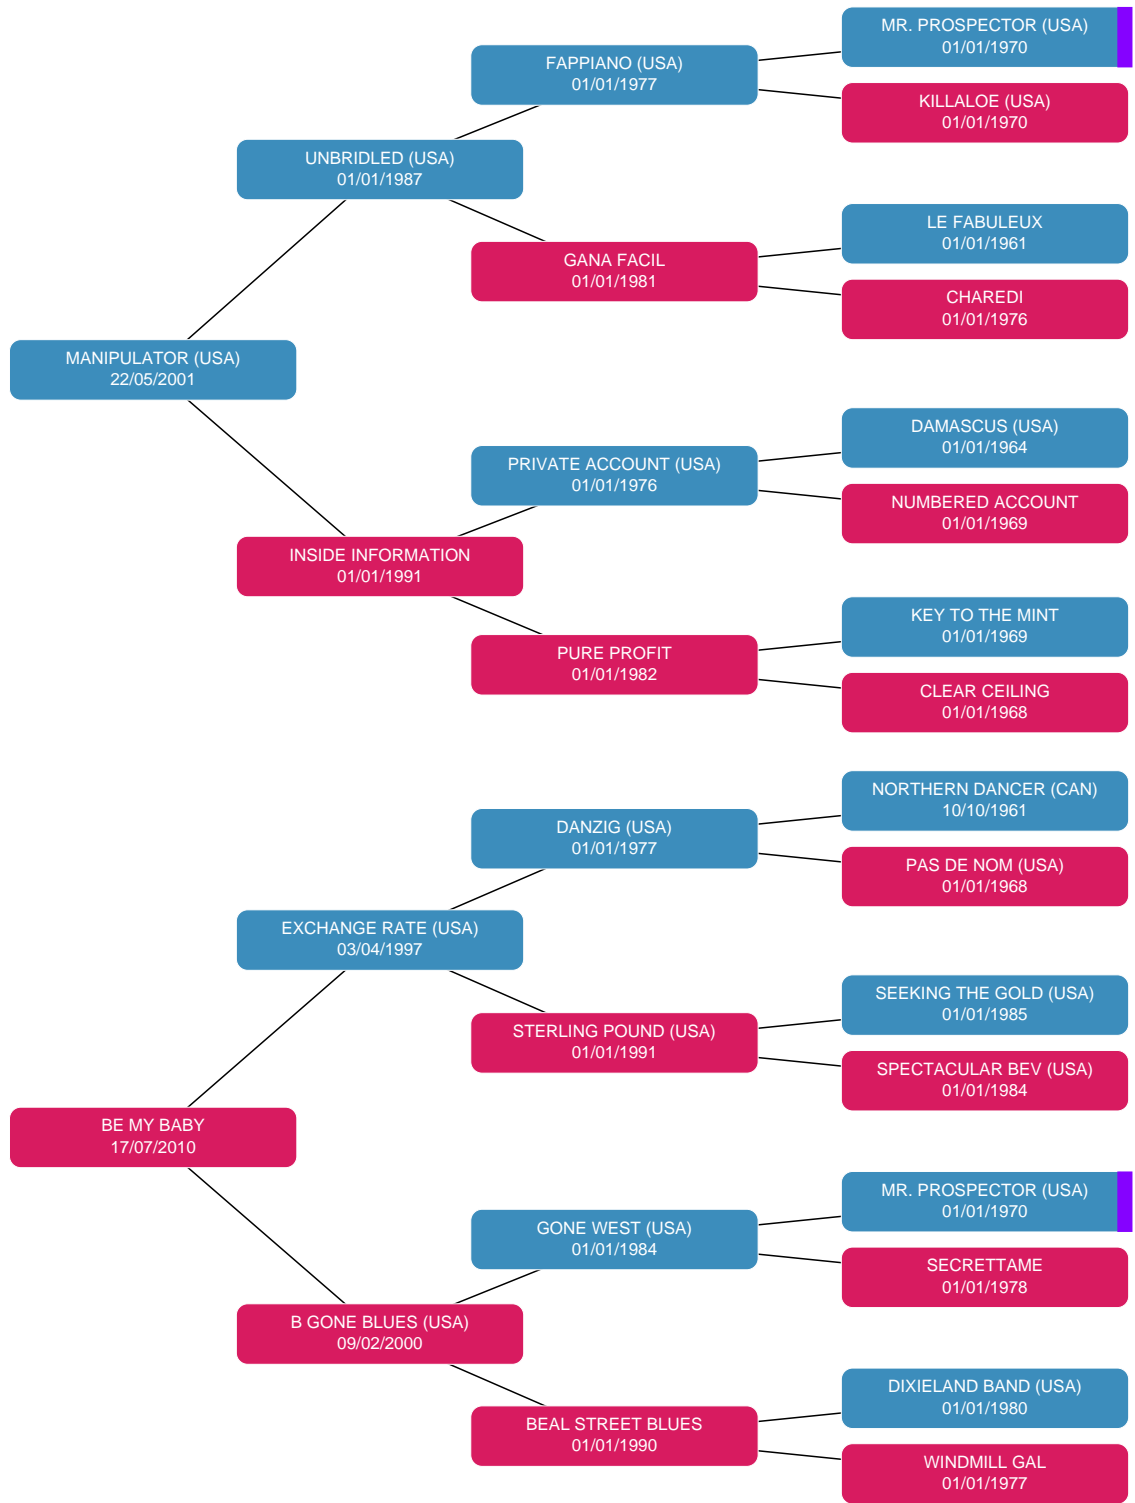 MR. PROSPECTOR (USA)
01/01/1970
FAPPIANO (USA)
01/01/1977
KILLALOE (USA)
01/01/1970
UNBRIDLED (USA)
01/01/1987
LE FABULEUX
01/01/1961
GANA FACIL
01/01/1981
CHAREDI
01/01/1976
MANIPULATOR (USA)
22/05/2001
DAMASCUS (USA)
01/01/1964
PRIVATE ACCOUNT (USA)
01/01/1976
NUMBERED ACCOUNT
01/01/1969
INSIDE INFORMATION
01/01/1991
KEY TO THE MINT
01/01/1969
PURE PROFIT
01/01/1982
CLEAR CEILING
01/01/1968
NORTHERN DANCER (CAN)
10/10/1961
DANZIG (USA)
01/01/1977
PAS DE NOM (USA)
01/01/1968
EXCHANGE RATE (USA)
03/04/1997
SEEKING THE GOLD (USA)
01/01/1985
STERLING POUND (USA)
01/01/1991
SPECTACULAR BEV (USA)
01/01/1984
BE MY BABY
17/07/2010
MR. PROSPECTOR (USA)
01/01/1970
GONE WEST (USA)
01/01/1984
SECRETTAME
01/01/1978
B GONE BLUES (USA)
09/02/2000
DIXIELAND BAND (USA)
01/01/1980
BEAL STREET BLUES
01/01/1990
WINDMILL GAL
01/01/1977